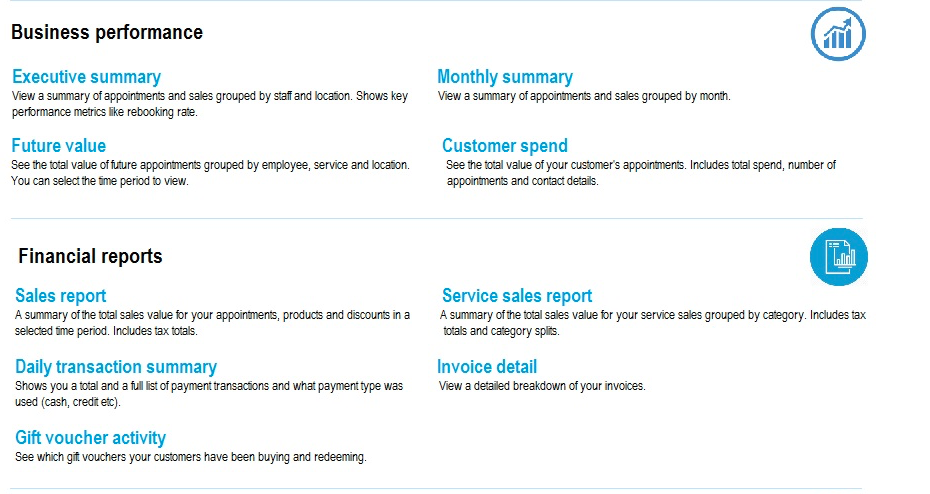 Business performance
Executive summary
View a summary of appointments and sales grouped by staff and location. Shows key
performance metrics like rebooking rate.
Monthly summary
View a summary of appointments and sales grouped by month.
Future value
See the total value of future appointments grouped by employee, service and location.
You can select the time period to view.
Customer spend
See the total value of your customer's appointments. Includes total spend, number of
appointments and contact details.
Financial reports
Sales report
A summary of the total sales value for your appointments, products and discounts in a
selected time period. Includes tax totals.
Service sales report
A summary of the total sales value for your service sales grouped by category. Includes tax
totals and category splits.
Daily transaction summary
Shows you a total and a full list of payment transactions and what payment type was
used (cash, credit etc).
Invoice detail
View a detailed breakdown of your invoices.
Gift voucher activity
See which gift vouchers your customers have been buying and redeeming.